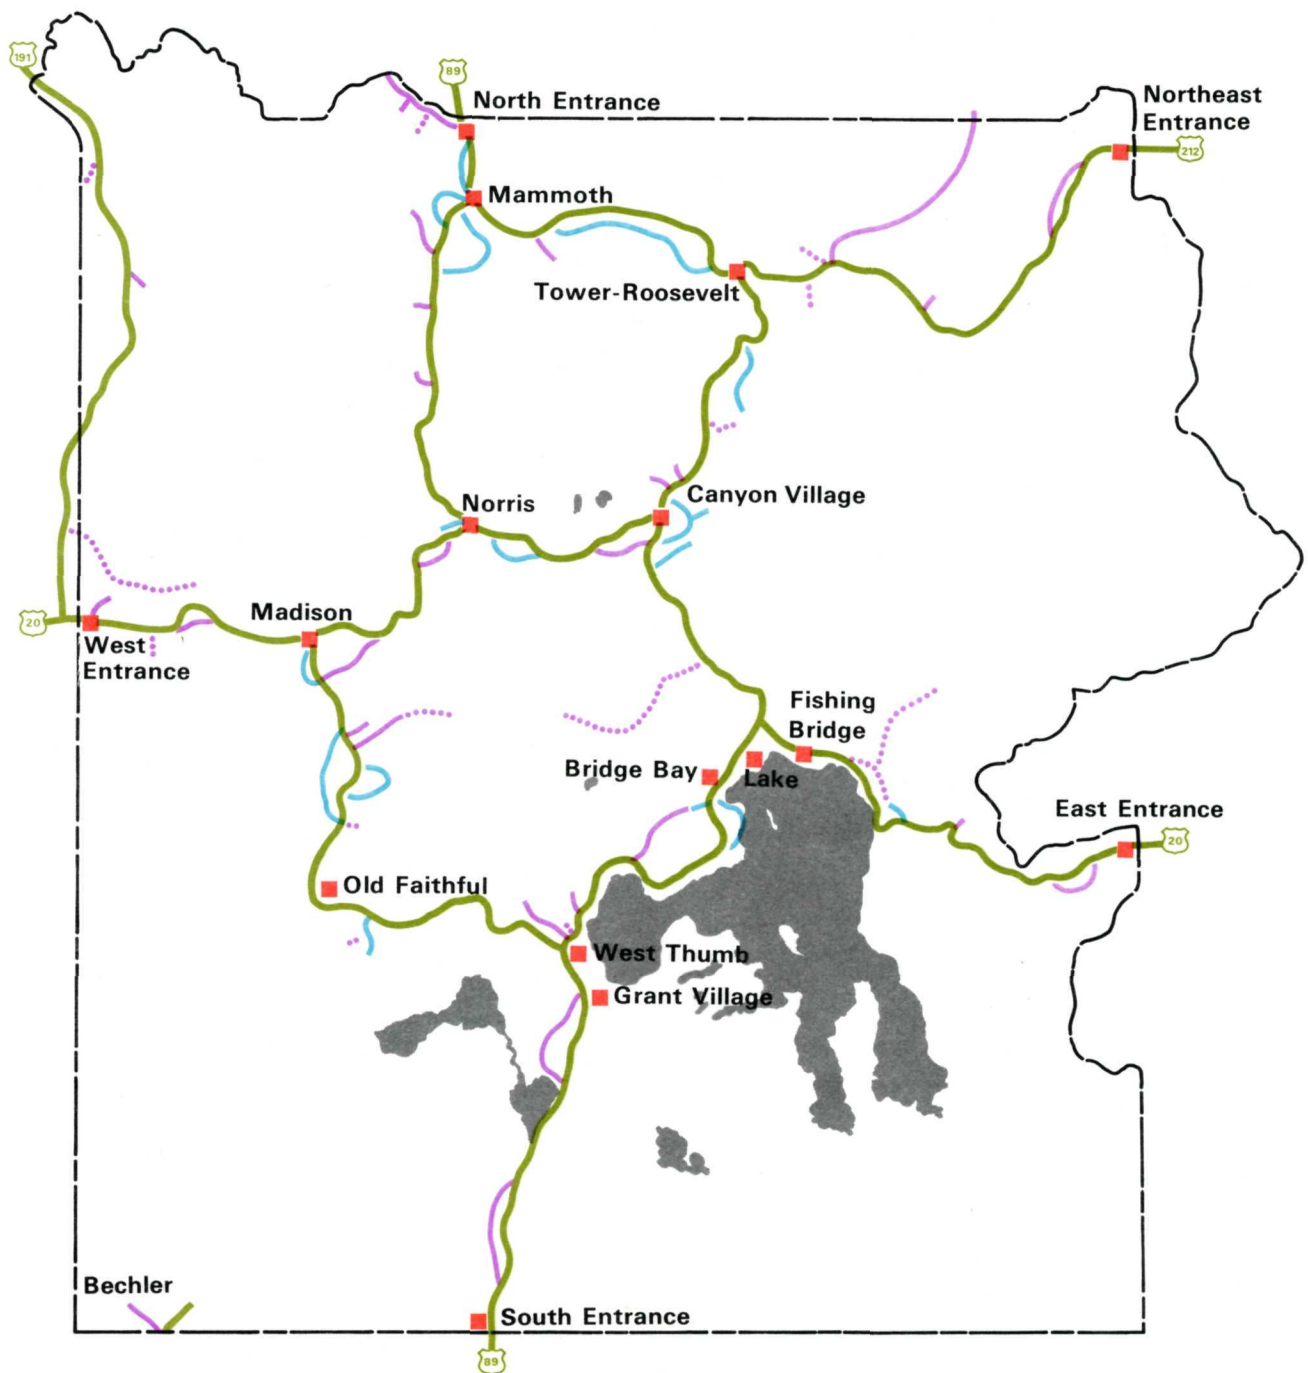 191
89
North Entrance
Northeast
Entrance
212
Mammoth
Tower-Roosevelt
Canyon Village
Norris
Madison
20
West
Entrance
Fishing
Bridge
Bridge Bay
Lake
East Entrance
20
Old Faithful
West Thumb
Grant Village
Bechler
South Entrance
89